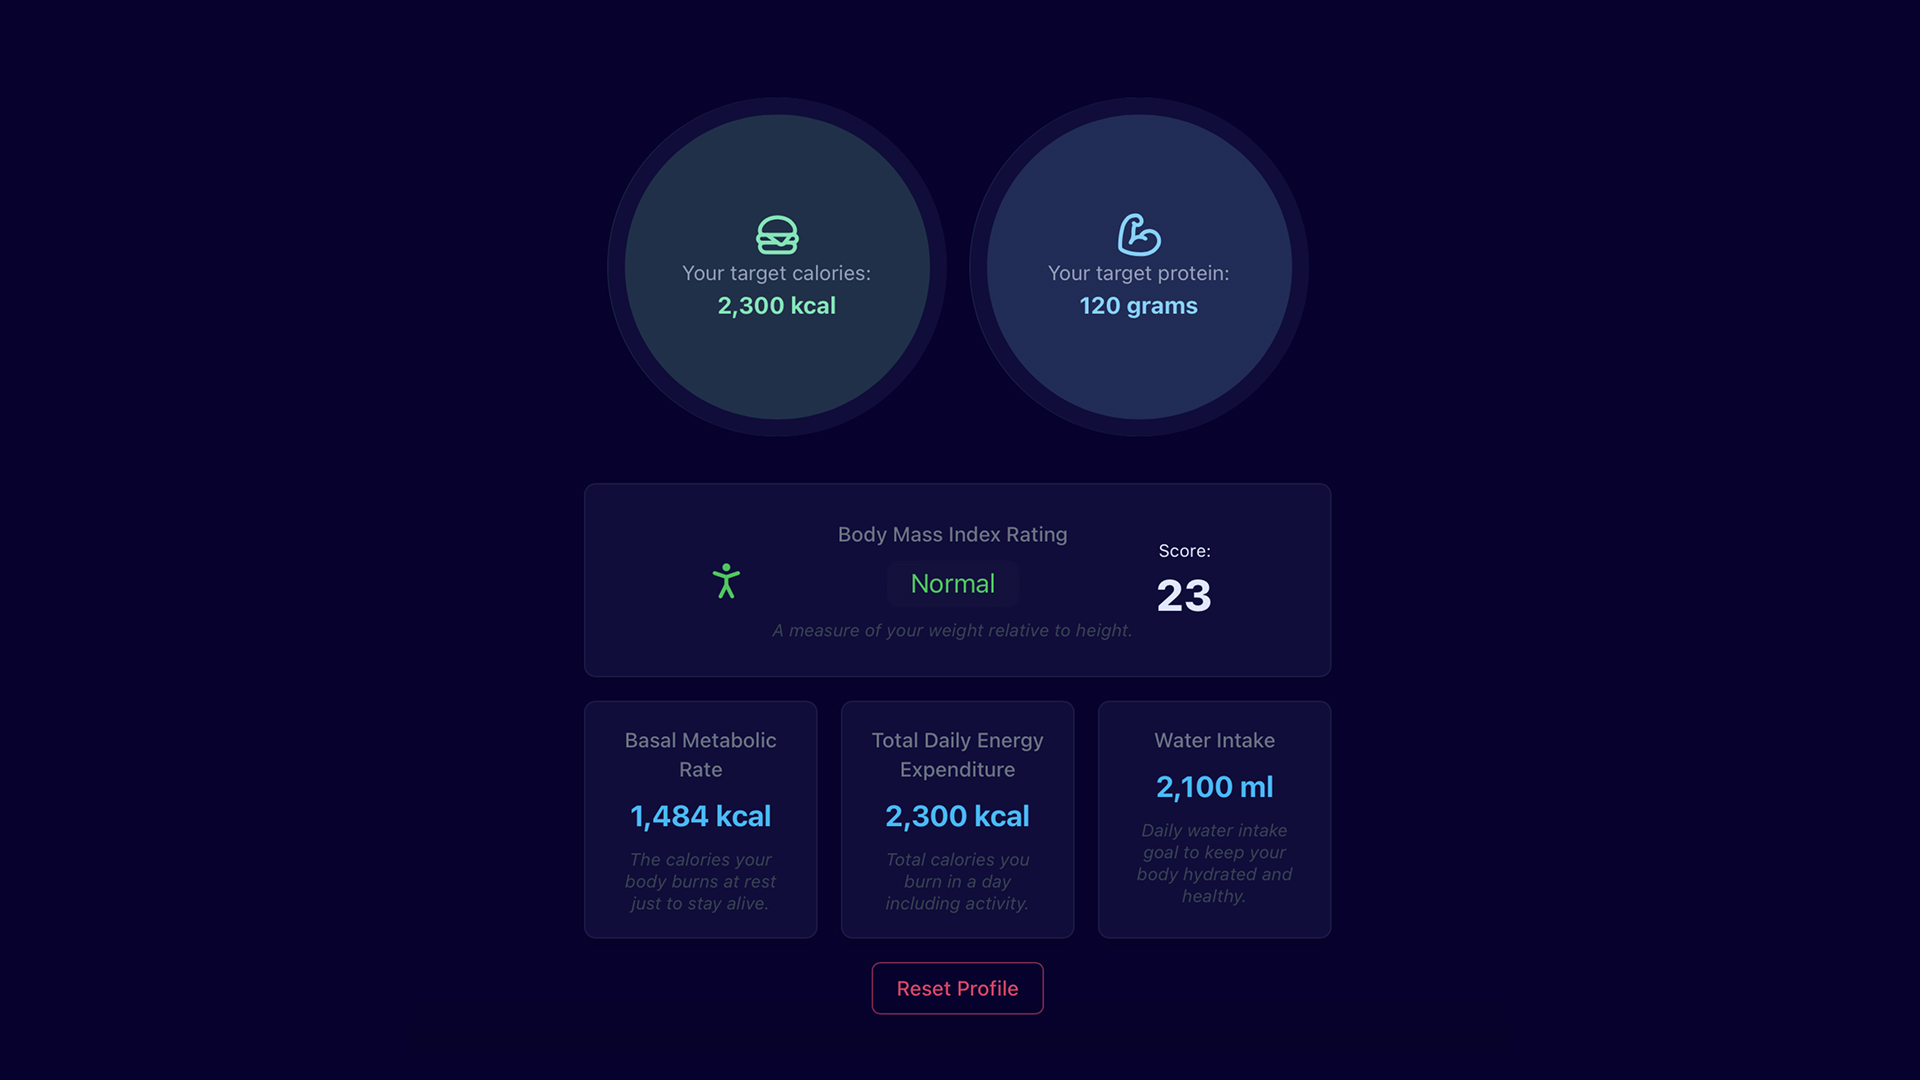 Your target calories:
2,300 kcal
Your target protein:
120 grams
Body Mass Index Rating
Normal
A measure of your weight relative to height.
Score:
23
Basal Metabolic
Rate
1,484 kcal
The calories your
body burns at rest
just to stay alive.
Total Daily Energy
Expenditure
2,300 kcal
Total calories you
burn in a day
including activity.
Water Intake
2,100 ml
Daily water intake
goal to keep your
body hydrated and
healthy.
Reset Profile